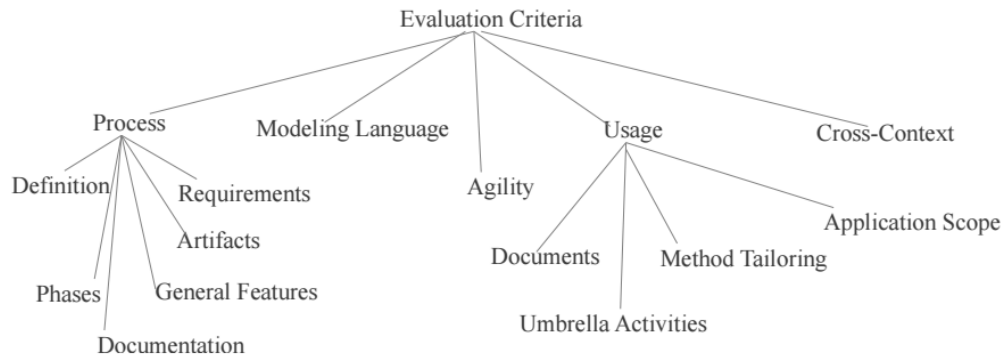 Evaluation Criteria
Process
Modeling Language
Usage
Cross-Context
Definition
Requirements
Agility
Artifacts
Application Scope
Documents
Method Tailoring
Phases
General Features
Umbrella Activities
Documentation